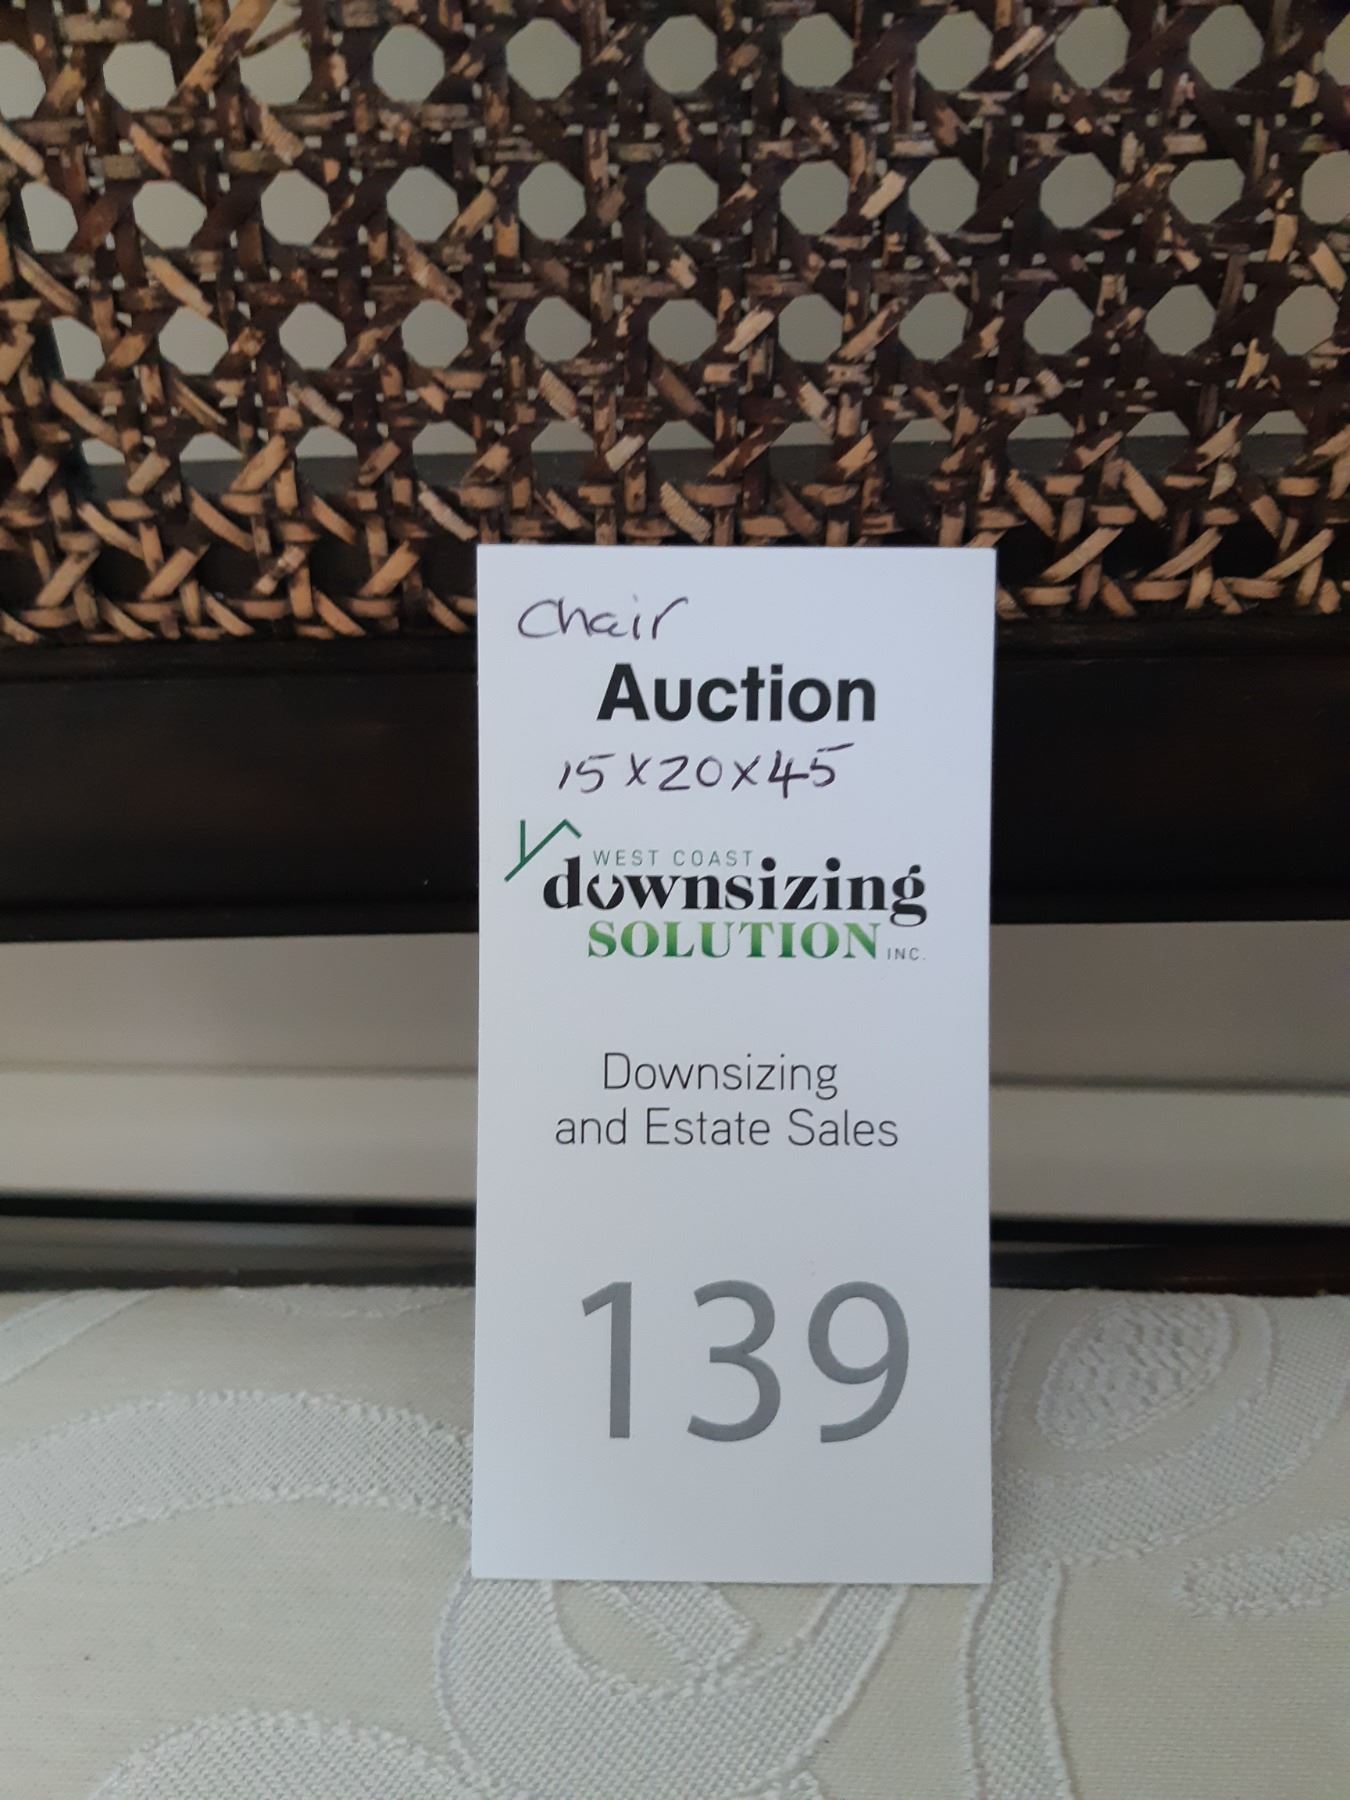 Chair
Auction
15x20x45
WEST COAST
downsizing
SOLUTION INC.
Downsizing
and Estate Sales
139